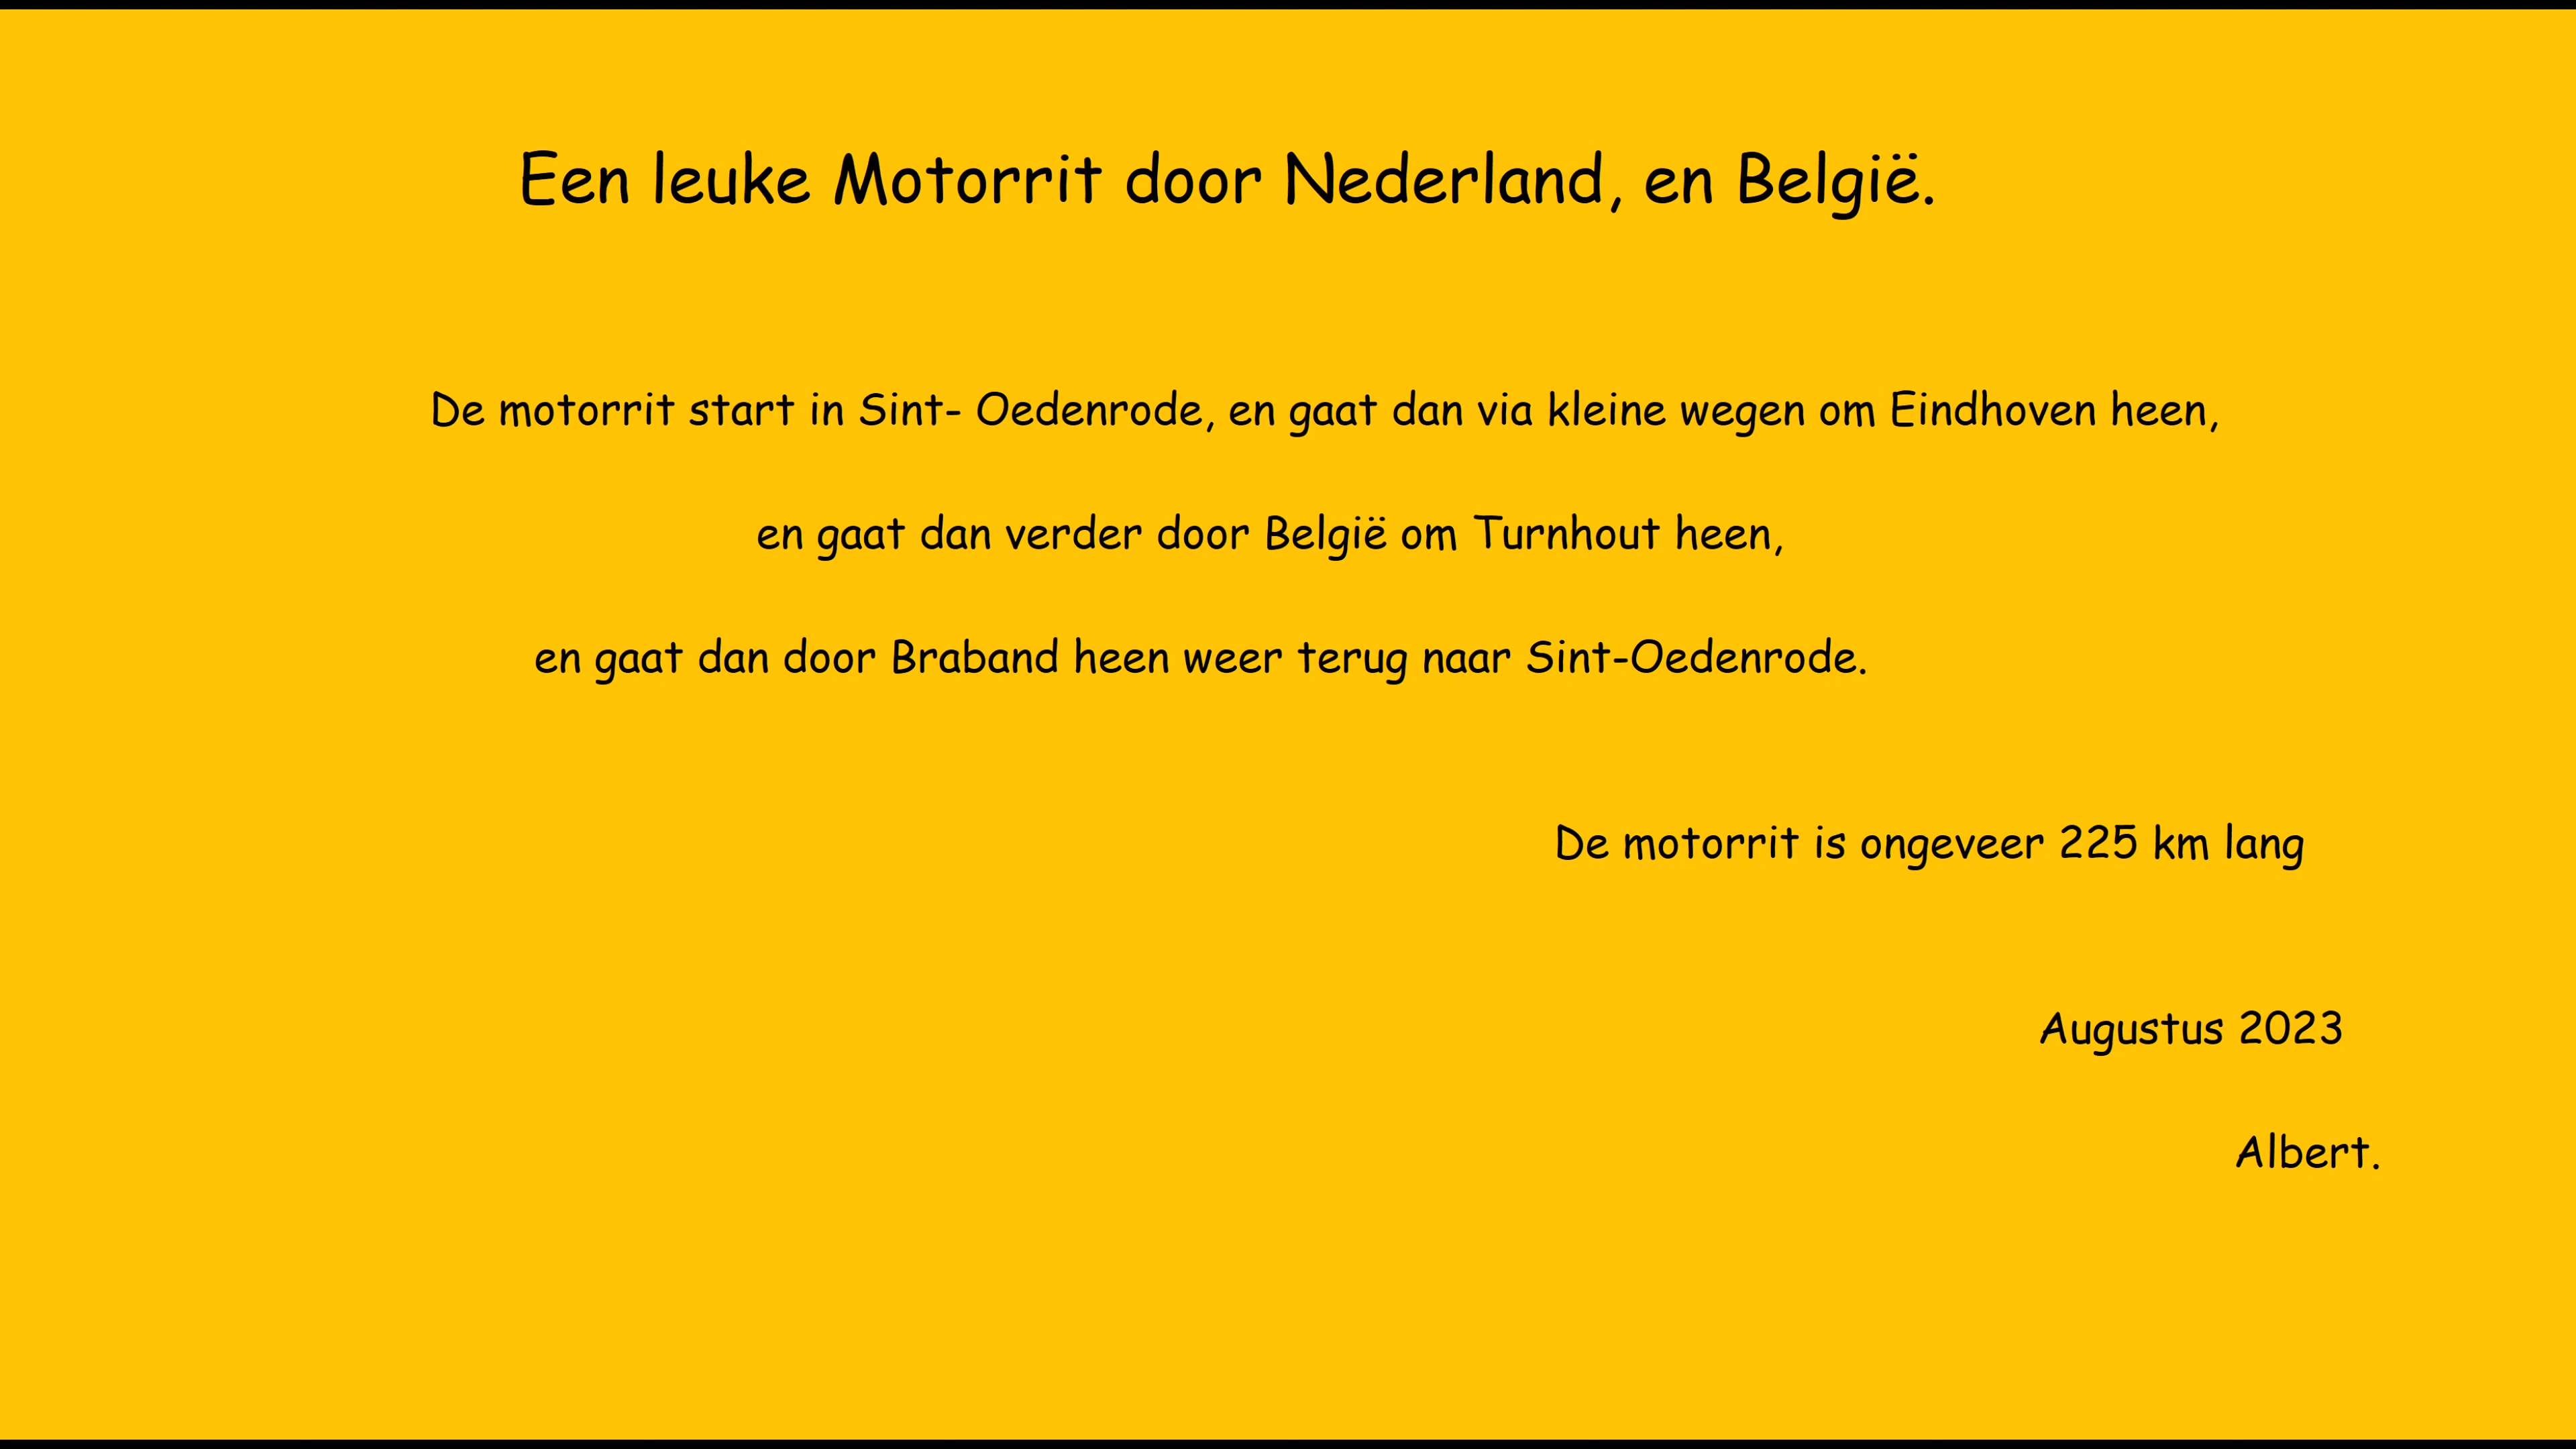 Een leuke Motorrit door Nederland, en België.
De motorrit start in Sint- Oedenrode, en gaat dan via kleine wegen om Eindhoven heen,
en gaat dan verder door België om Turnhout heen,
en gaat dan door Braband heen weer terug naar Sint-Oedenrode.
De motorrit is ongeveer 225 km lang
Augustus 2023
Albert.